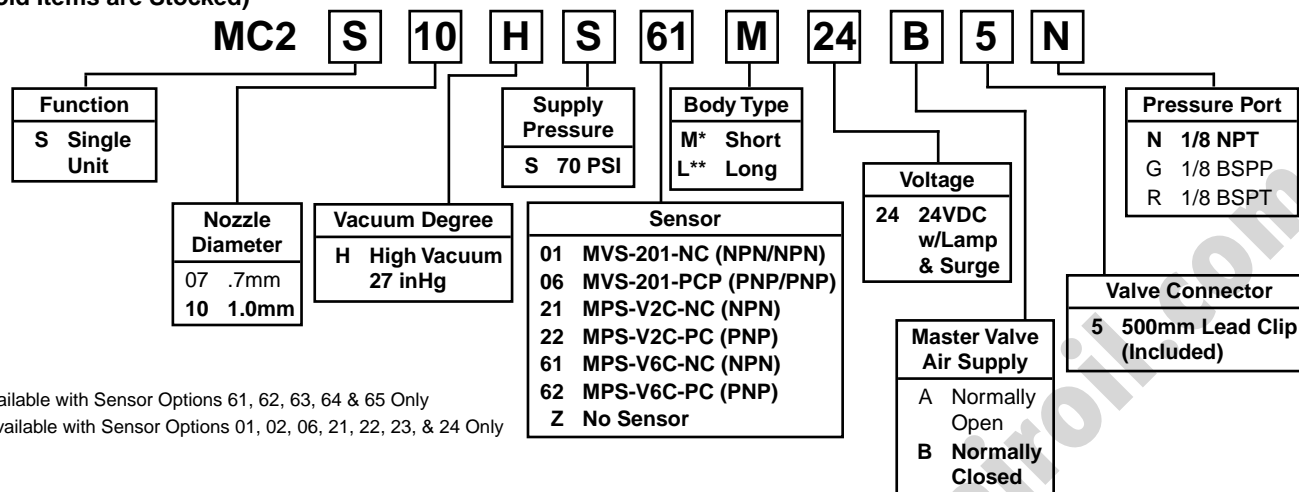 Items are Stocked)
MC2 S 10 H S 61 M 24 B 5 N
Function
S Single
Unit
Nozzle
Diameter
07 .7mm
10 1.0mm
Vacuum Degree
H High Vacuum
27 inHg
Supply
Pressure
S 70 PSI
Sensor
01 MVS-201-NC (NPN/NPN)
06 MVS-201-PCP (PNP/PNP)
21 MPS-V2C-NC (NPN)
22 MPS-V2C-PC (PNP)
61 MPS-V6C-NC (NPN)
62 MPS-V6C-PC (PNP)
Z No Sensor
Body Type
M* Short
L** Long
Voltage
24 24VDC
w/Lamp
& Surge
Master Valve
Air Supply
A Normally
Open
B Normally
Closed
Valve Connector
5 500mm Lead Clip
(Included)
Pressure Port
N 1/8 NPT
G 1/8 BSPP
R 1/8 BSPT
with Sensor Options 61, 62, 63, 64 & 65 Only
with Sensor Options 01, 02, 06, 21, 22, 23, & 24 Only
iroil.com